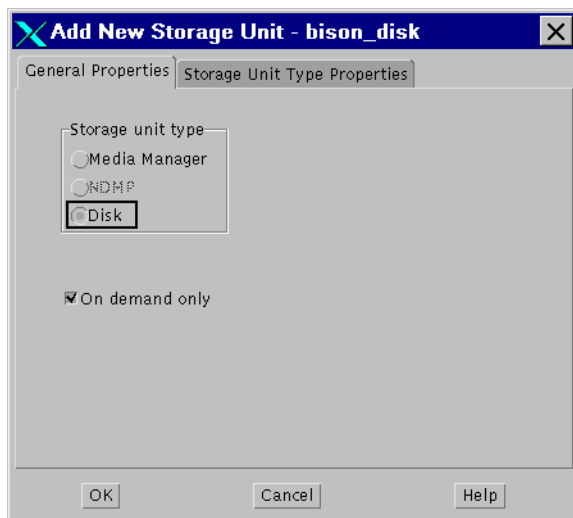 Add New Storage Unit - bison_disk
General Properties Storage Unit Type Properties
Storage unit type
Media Manager
NDMP
Disk
On demand only
OK Cancel Help